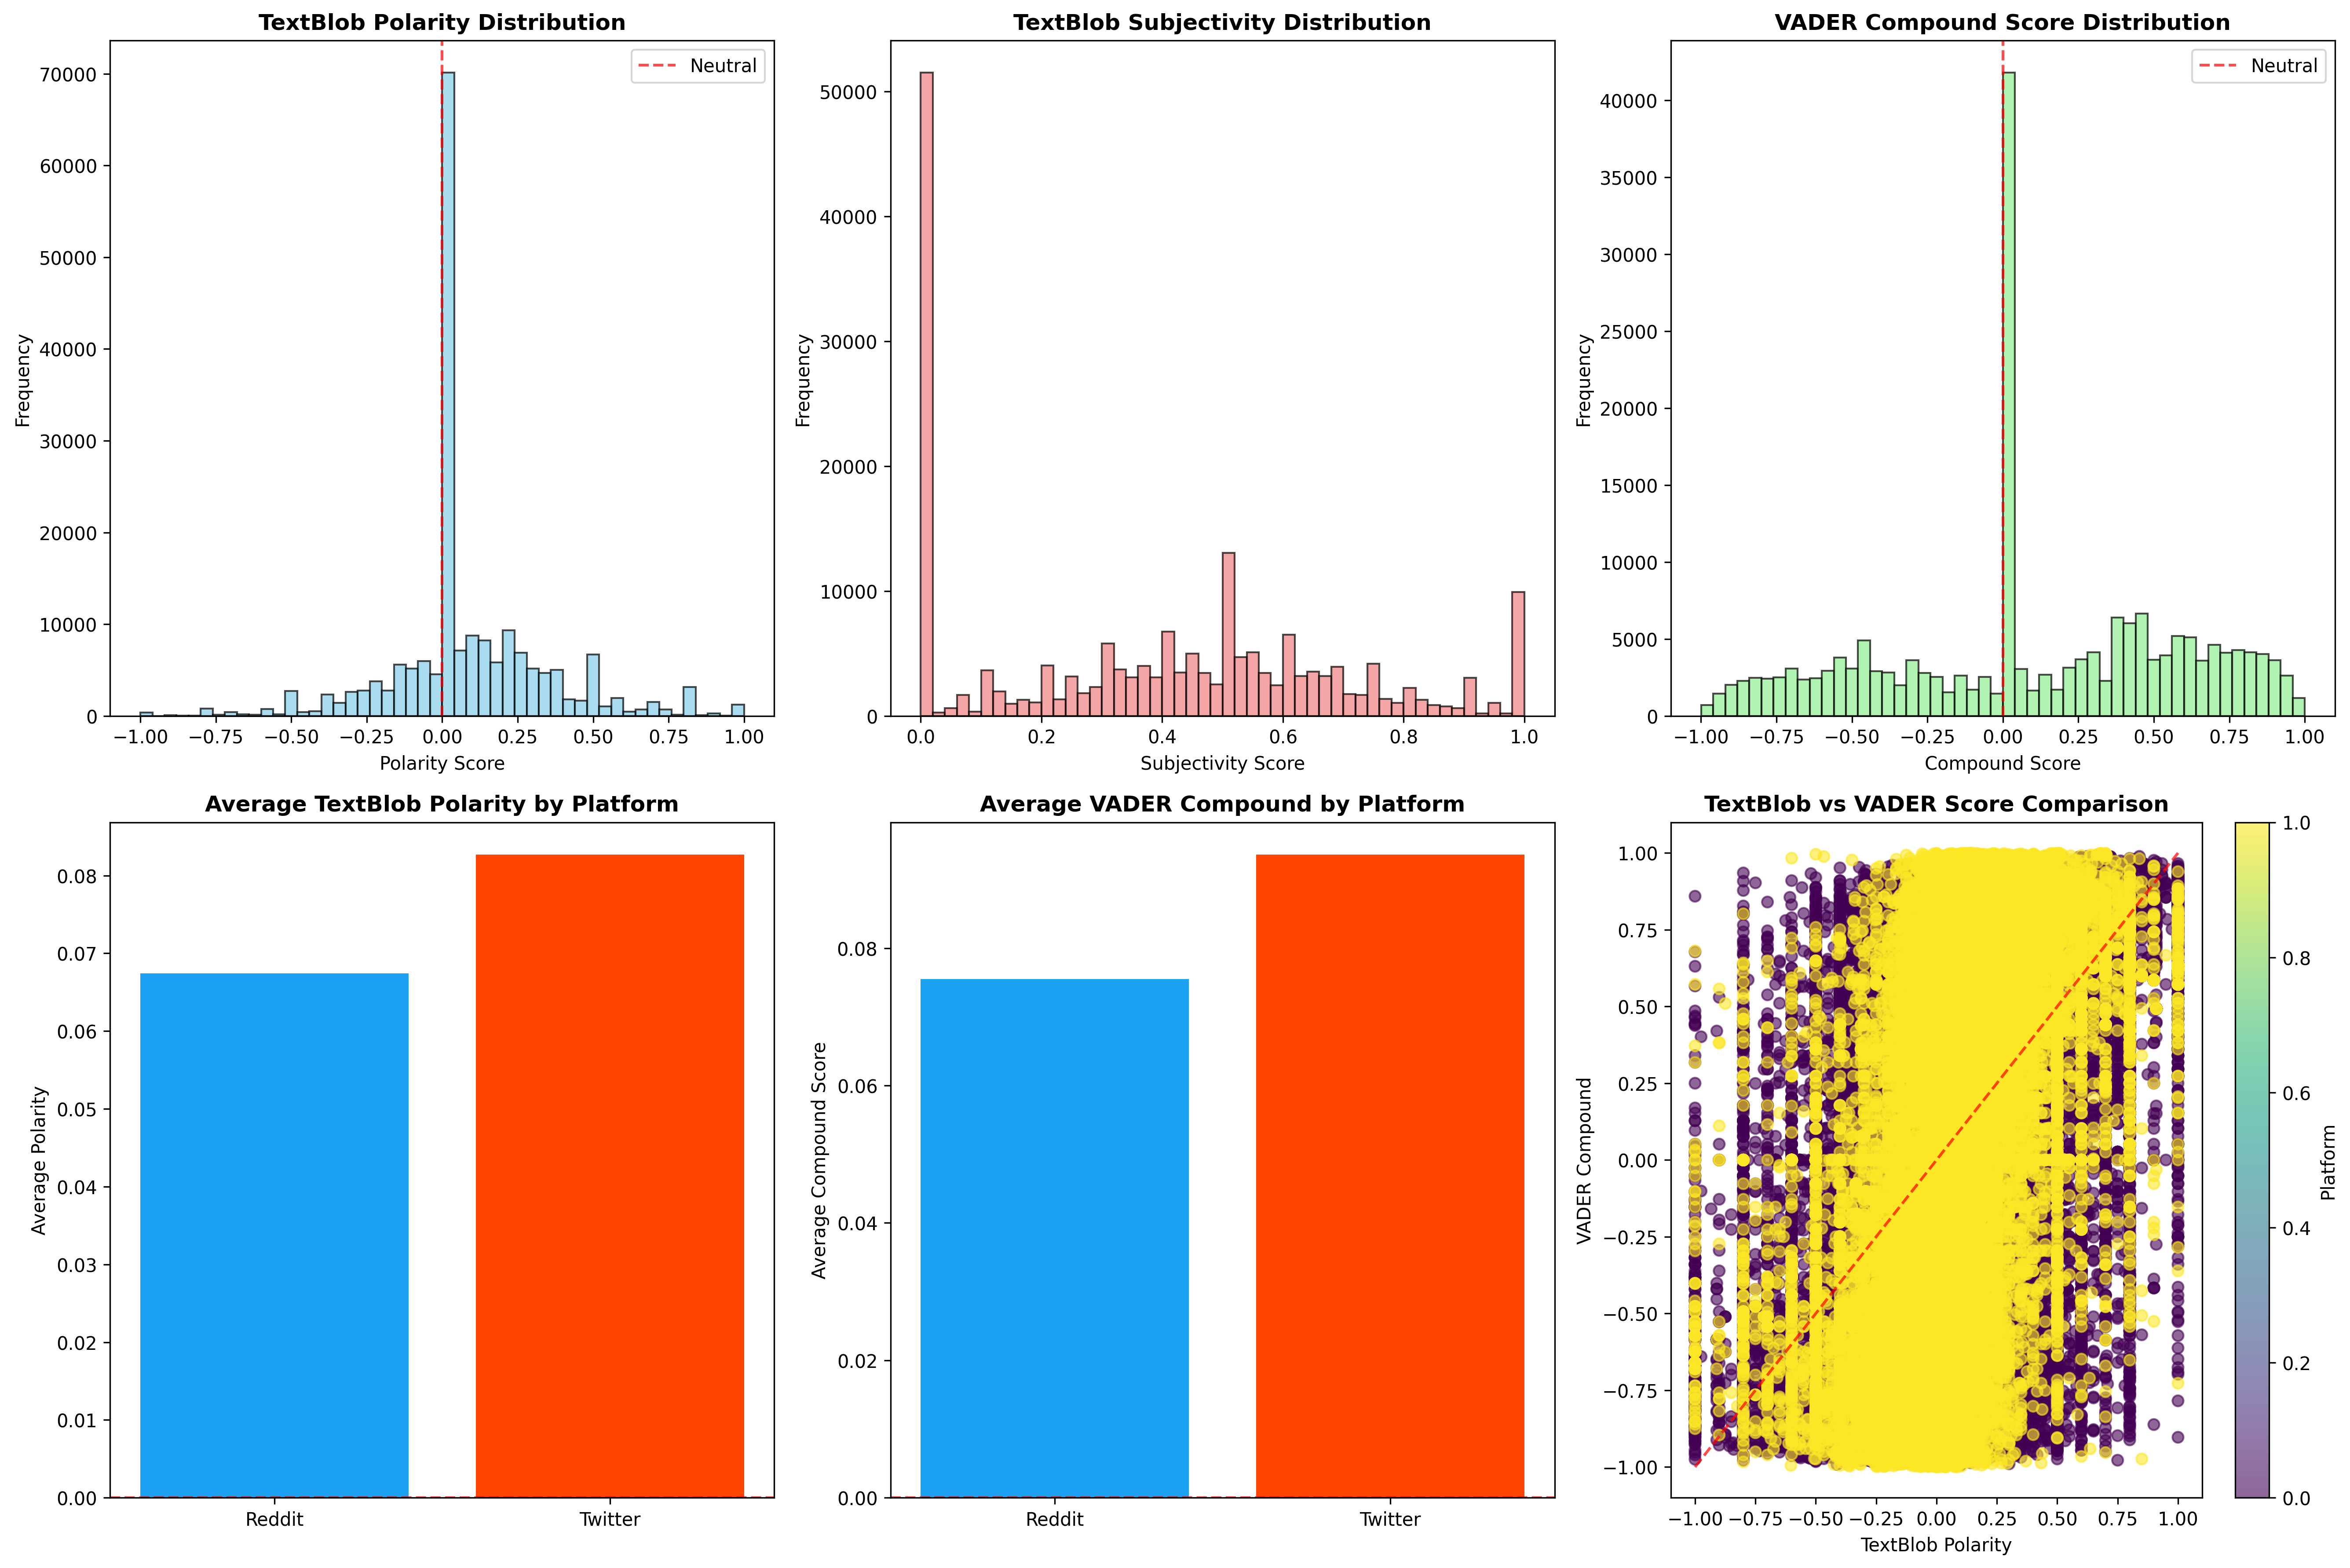 TextBlob Polarity Distribution
Frequency
70000
60000
50000
40000
30000
20000
10000
0
Neutral
−1.00 −0.75 −0.50 −0.25 0.00 0.25 0.50 0.75 1.00
Polarity Score
TextBlob Subjectivity Distribution
Frequency
50000
40000
30000
20000
10000
0
0.0 0.2 0.4 0.6 0.8 1.0
Subjectivity Score
VADER Compound Score Distribution
Frequency
40000
35000
30000
25000
20000
15000
10000
5000
0
Neutral
−1.00 −0.75 −0.50 −0.25 0.00 0.25 0.50 0.75 1.00
Compound Score
Average TextBlob Polarity by Platform
Average Polarity
0.08
0.07
0.06
0.05
0.04
0.03
0.02
0.01
0.00
Reddit Twitter
Average VADER Compound by Platform
Average Compound Score
0.08
0.06
0.04
0.02
0.00
Reddit Twitter
TextBlob vs VADER Score Comparison
VADER Compound
1.00
0.75
0.50
0.25
0.00
−0.25
−0.50
−0.75
−1.00
−1.00 −0.75 −0.50 −0.25 0.00 0.25 0.50 0.75 1.00
TextBlob Polarity
1.0
0.8
0.6
0.4
0.2
0.0
Platform